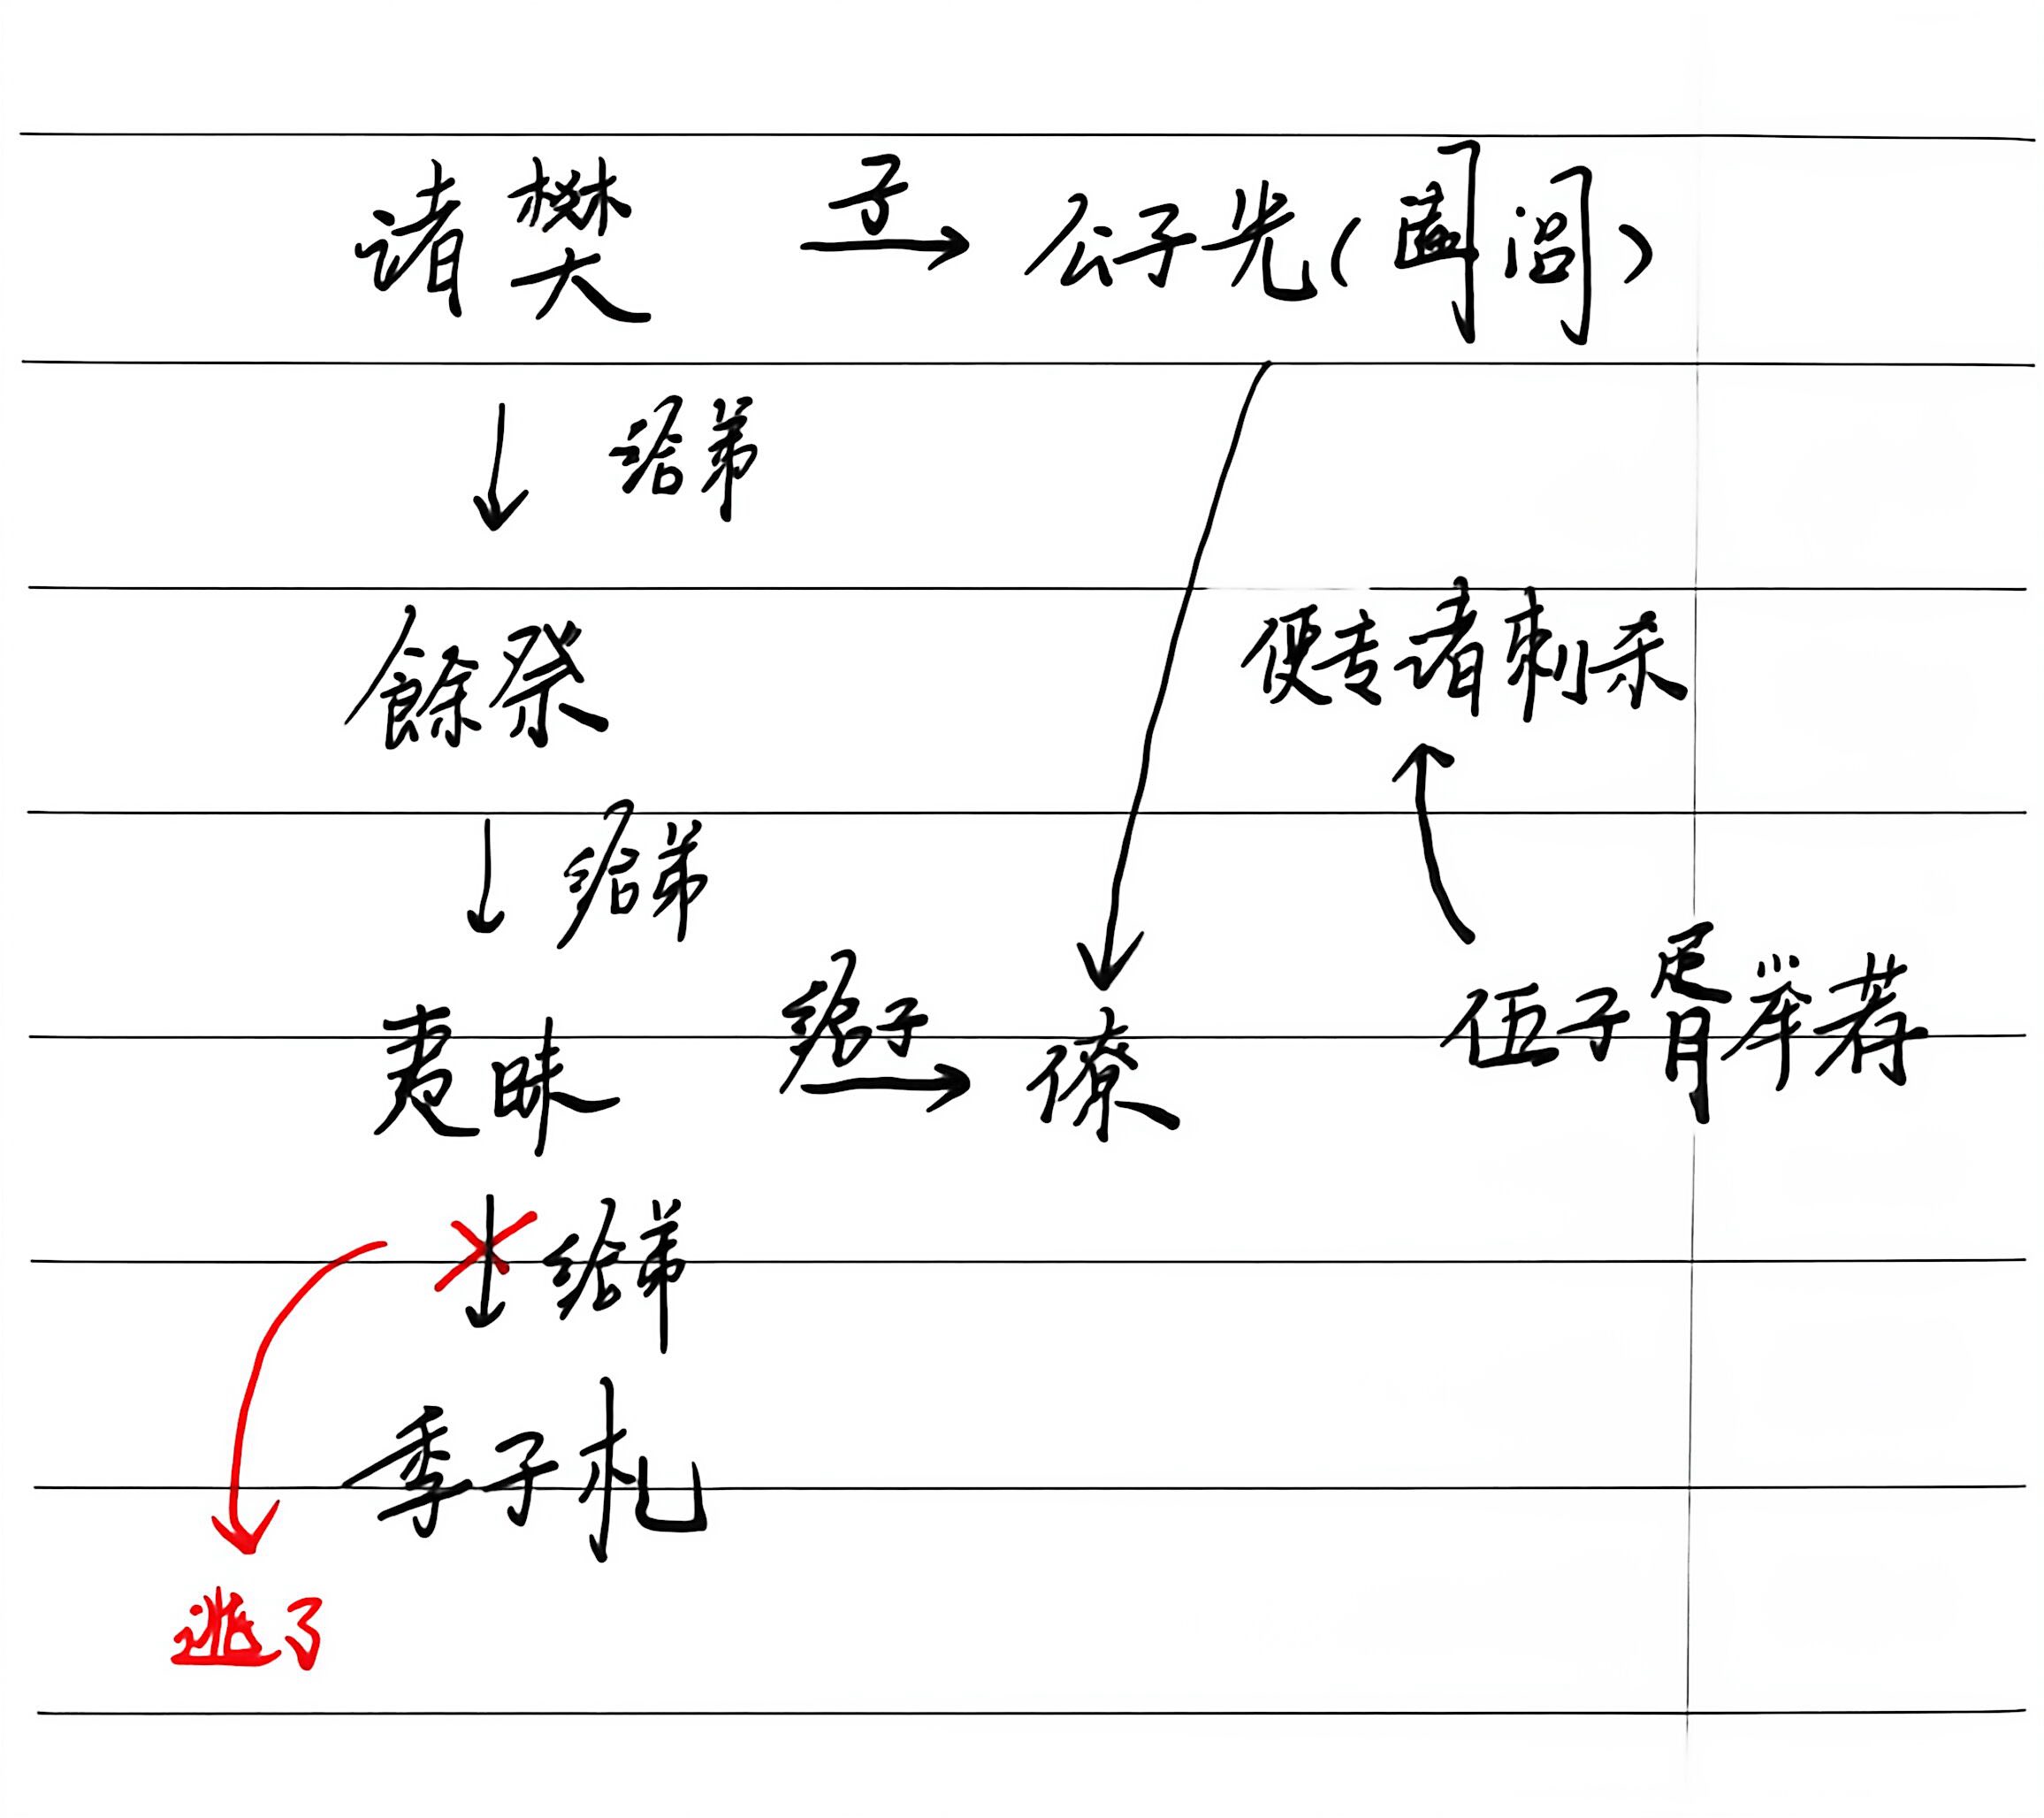 诸樊 子 公子光(阖闾)
给弟
馀祭 使专诸刺杀
给弟
夷昧 给子 僚 伍子胥举荐
给弟
季子札
逃了